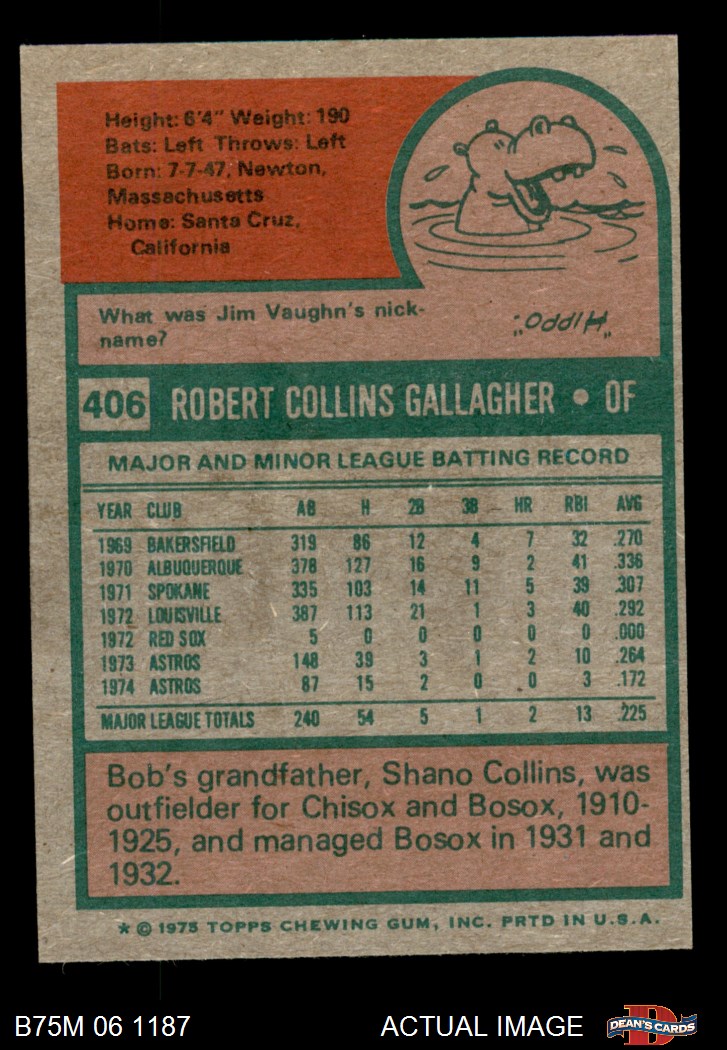 Height: 6'4" Weight: 190
Bats: Left Throws: Left
Born: 7-7-47, Newton,
Massachusetts
Home: Santa Cruz,
California
What was Jim Vaughn's nick-
name?
"Hippo."
406 ROBERT COLLINS GALLAGHER • OF
MAJOR AND MINOR LEAGUE BATTING RECORD
YEAR CLUB AB H 2B 3B HR RBI AVG
1969 BAKERSFIELD 319 86 12 4 7 32 .270
1970 ALBUQUERQUE 378 127 16 9 2 41 .336
1971 SPOKANE 335 103 14 11 5 39 .307
1972 LOUISVILLE 387 113 21 1 3 40 .292
1972 RED SOX 5 0 0 0 0 0 .000
1973 ASTROS 148 39 3 1 2 10 .264
1974 ASTROS 87 15 2 0 0 3 .172
MAJOR LEAGUE TOTALS 240 54 5 1 2 13 .225
Bob's grandfather, Shano Collins, was
outfielder for Chisox and Bosox, 1910-
1925, and managed Bosox in 1931 and
1932.
* © 1975 TOPPS CHEWING GUM, INC. PRTD IN U.S.A.
B75M 06 1187 ACTUAL IMAGE DEAN'S CARDS